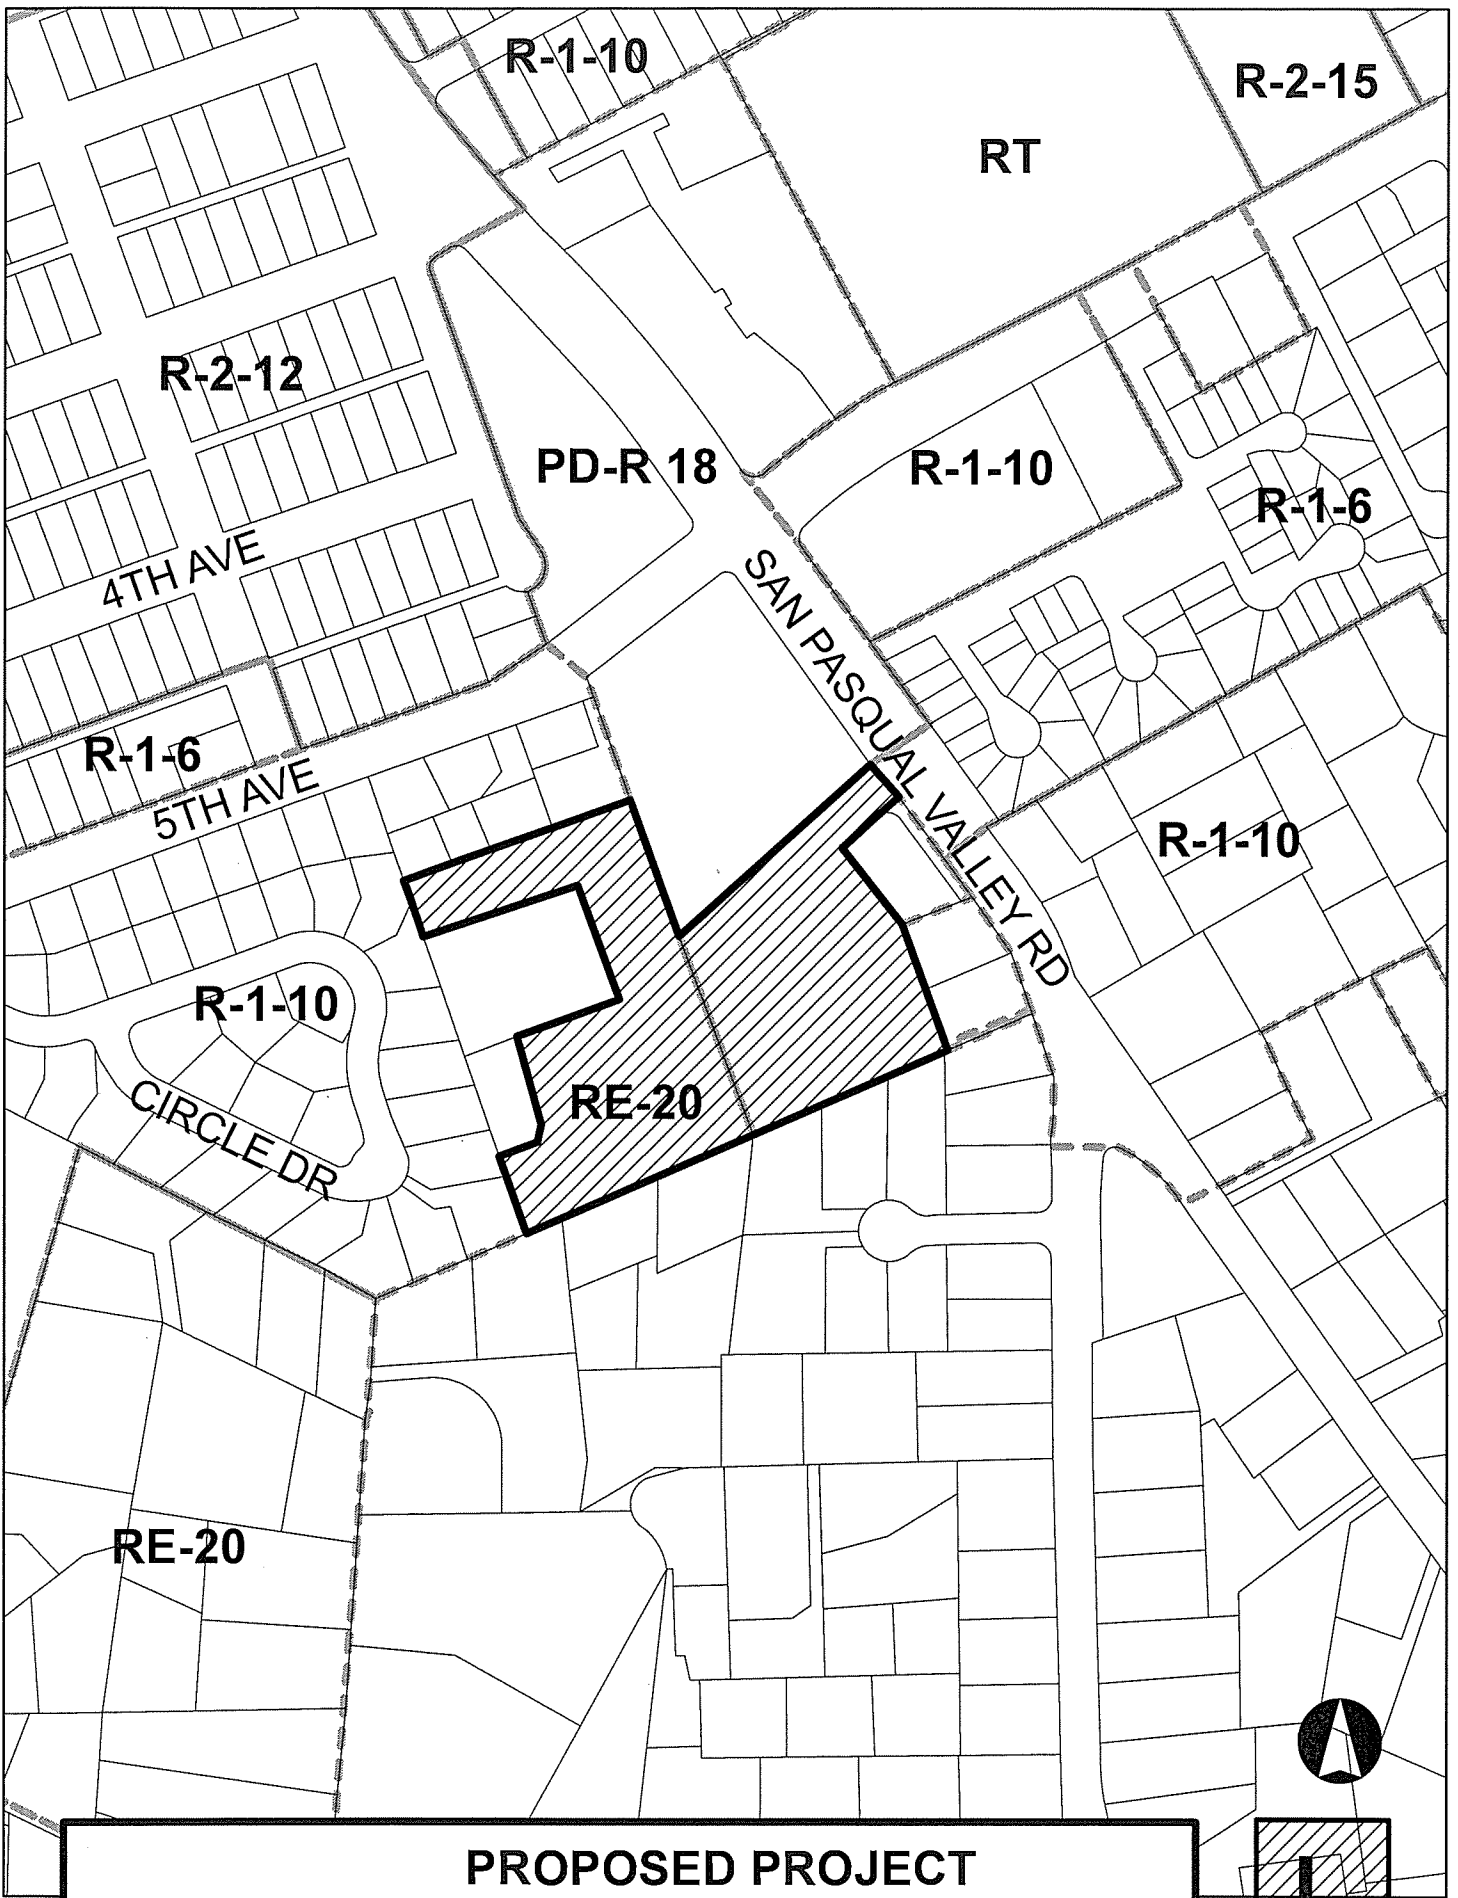 R-1-10
R-2-15
RT
R-2-12
PD-R 18
R-1-10
R-1-6
4TH AVE
SAN PASQUAL VALLEY RD
R-1-6
5TH AVE
R-1-10
R-1-10
RE-20
CIRCLE DR
RE-20
PROPOSED PROJECT